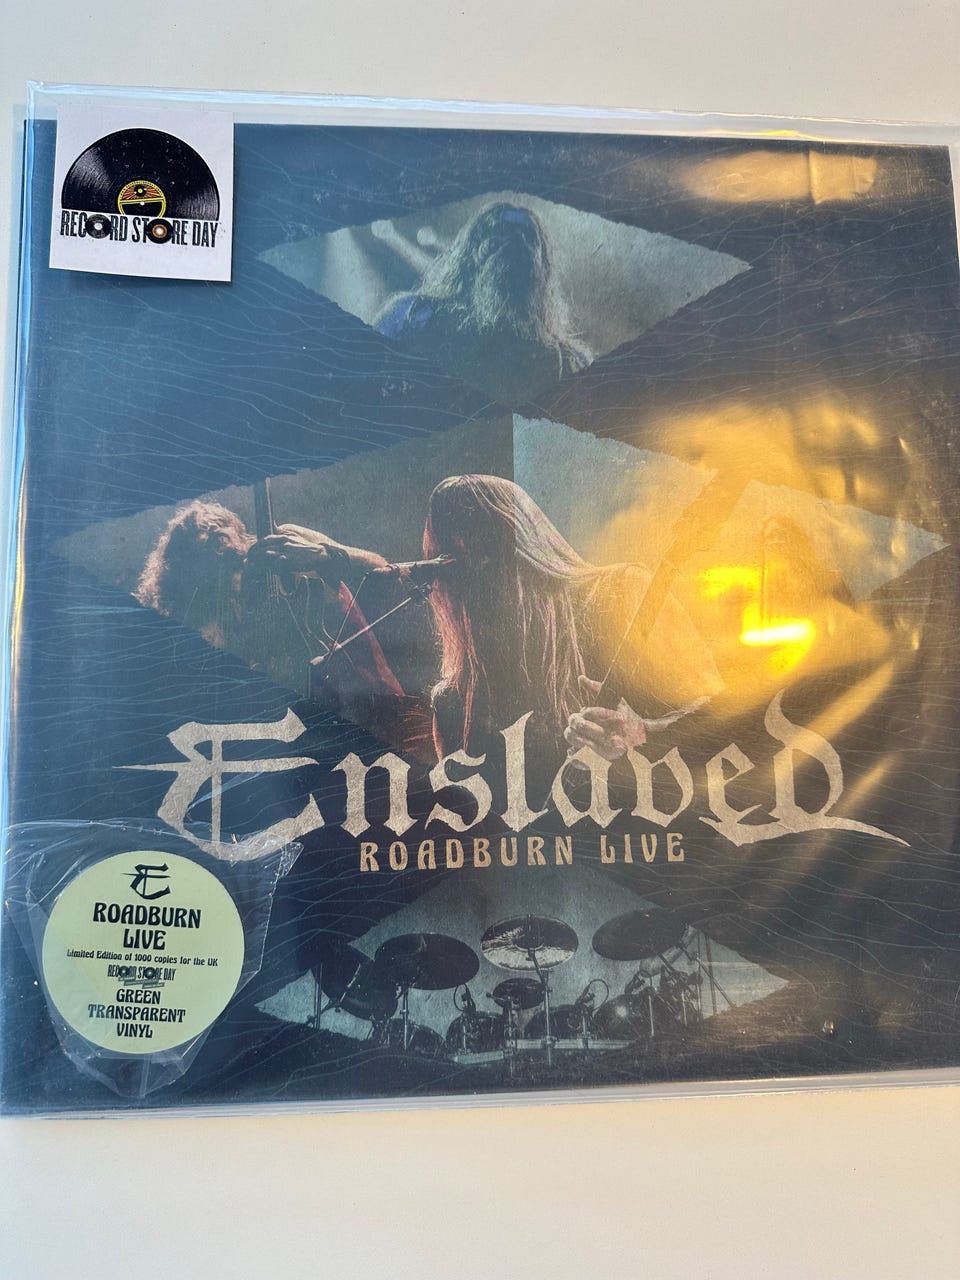 RECORD STORE DAY
Enslaved
ROADBURN LIVE
E
ROADBURN
LIVE
Limited Edition of 1000 copies for the UK
RECORD STORE DAY
GREEN
TRANSPARENT
VINYL